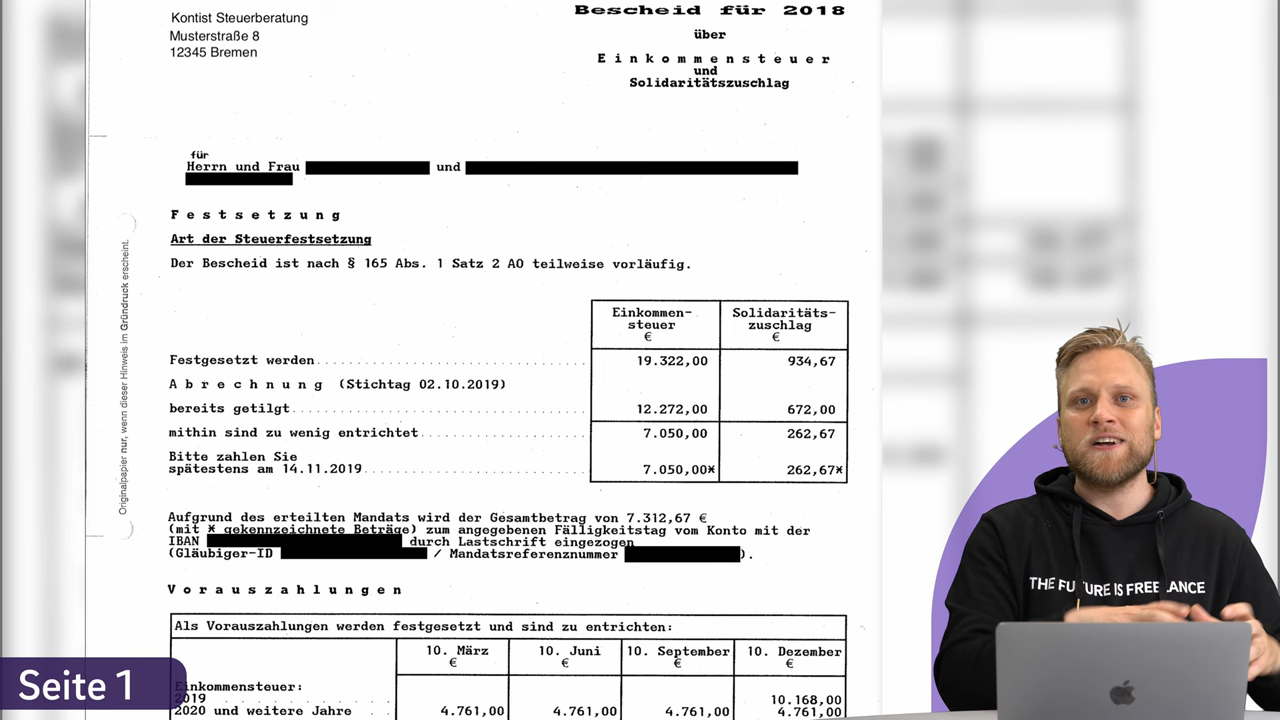 Kontist Steuerberatung
Musterstraße 8
12345 Bremen
Bescheid für 2018
über
Einkommensteuer
und
Solidaritätszuschlag
für
Herrn und Frau und
Festsetzung
Art der Steuerfestsetzung
Der Bescheid ist nach § 165 Abs. 1 Satz 2 AO teilweise vorläufig.
Einkommen- Solidaritäts-
steuer zuschlag
€ €
Festgesetzt werden 19.322,00 934,67
Abrechnung (Stichtag 02.10.2019)
bereits getilgt 12.272,00 672,00
mithin sind zu wenig entrichtet 7.050,00 262,67
Bitte zahlen Sie
spätestens am 14.11.2019 7.050,00* 262,67*
Aufgrund des erteilten Mandats wird der Gesamtbetrag von 7.312,67 €
(mit * gekennzeichnete Beträge) zum angegebenen Fälligkeitstag vom Konto mit der
IBAN durch Lastschrift eingezogen
(Gläubiger-ID / Mandatsreferenznummer ).
Vorauszahlungen
Als Vorauszahlungen werden festgesetzt und sind zu entrichten:
10. März 10. Juni 10. September 10. Dezember
€ € € €
Einkommensteuer:
2019 10.168,00
2020 und weitere Jahre 4.761,00 4.761,00 4.761,00 4.761,00
Originalpapier nur, wenn dieser Hinweis im Gründruck erscheint.
Seite 1
THE FUTURE IS FREELANCE